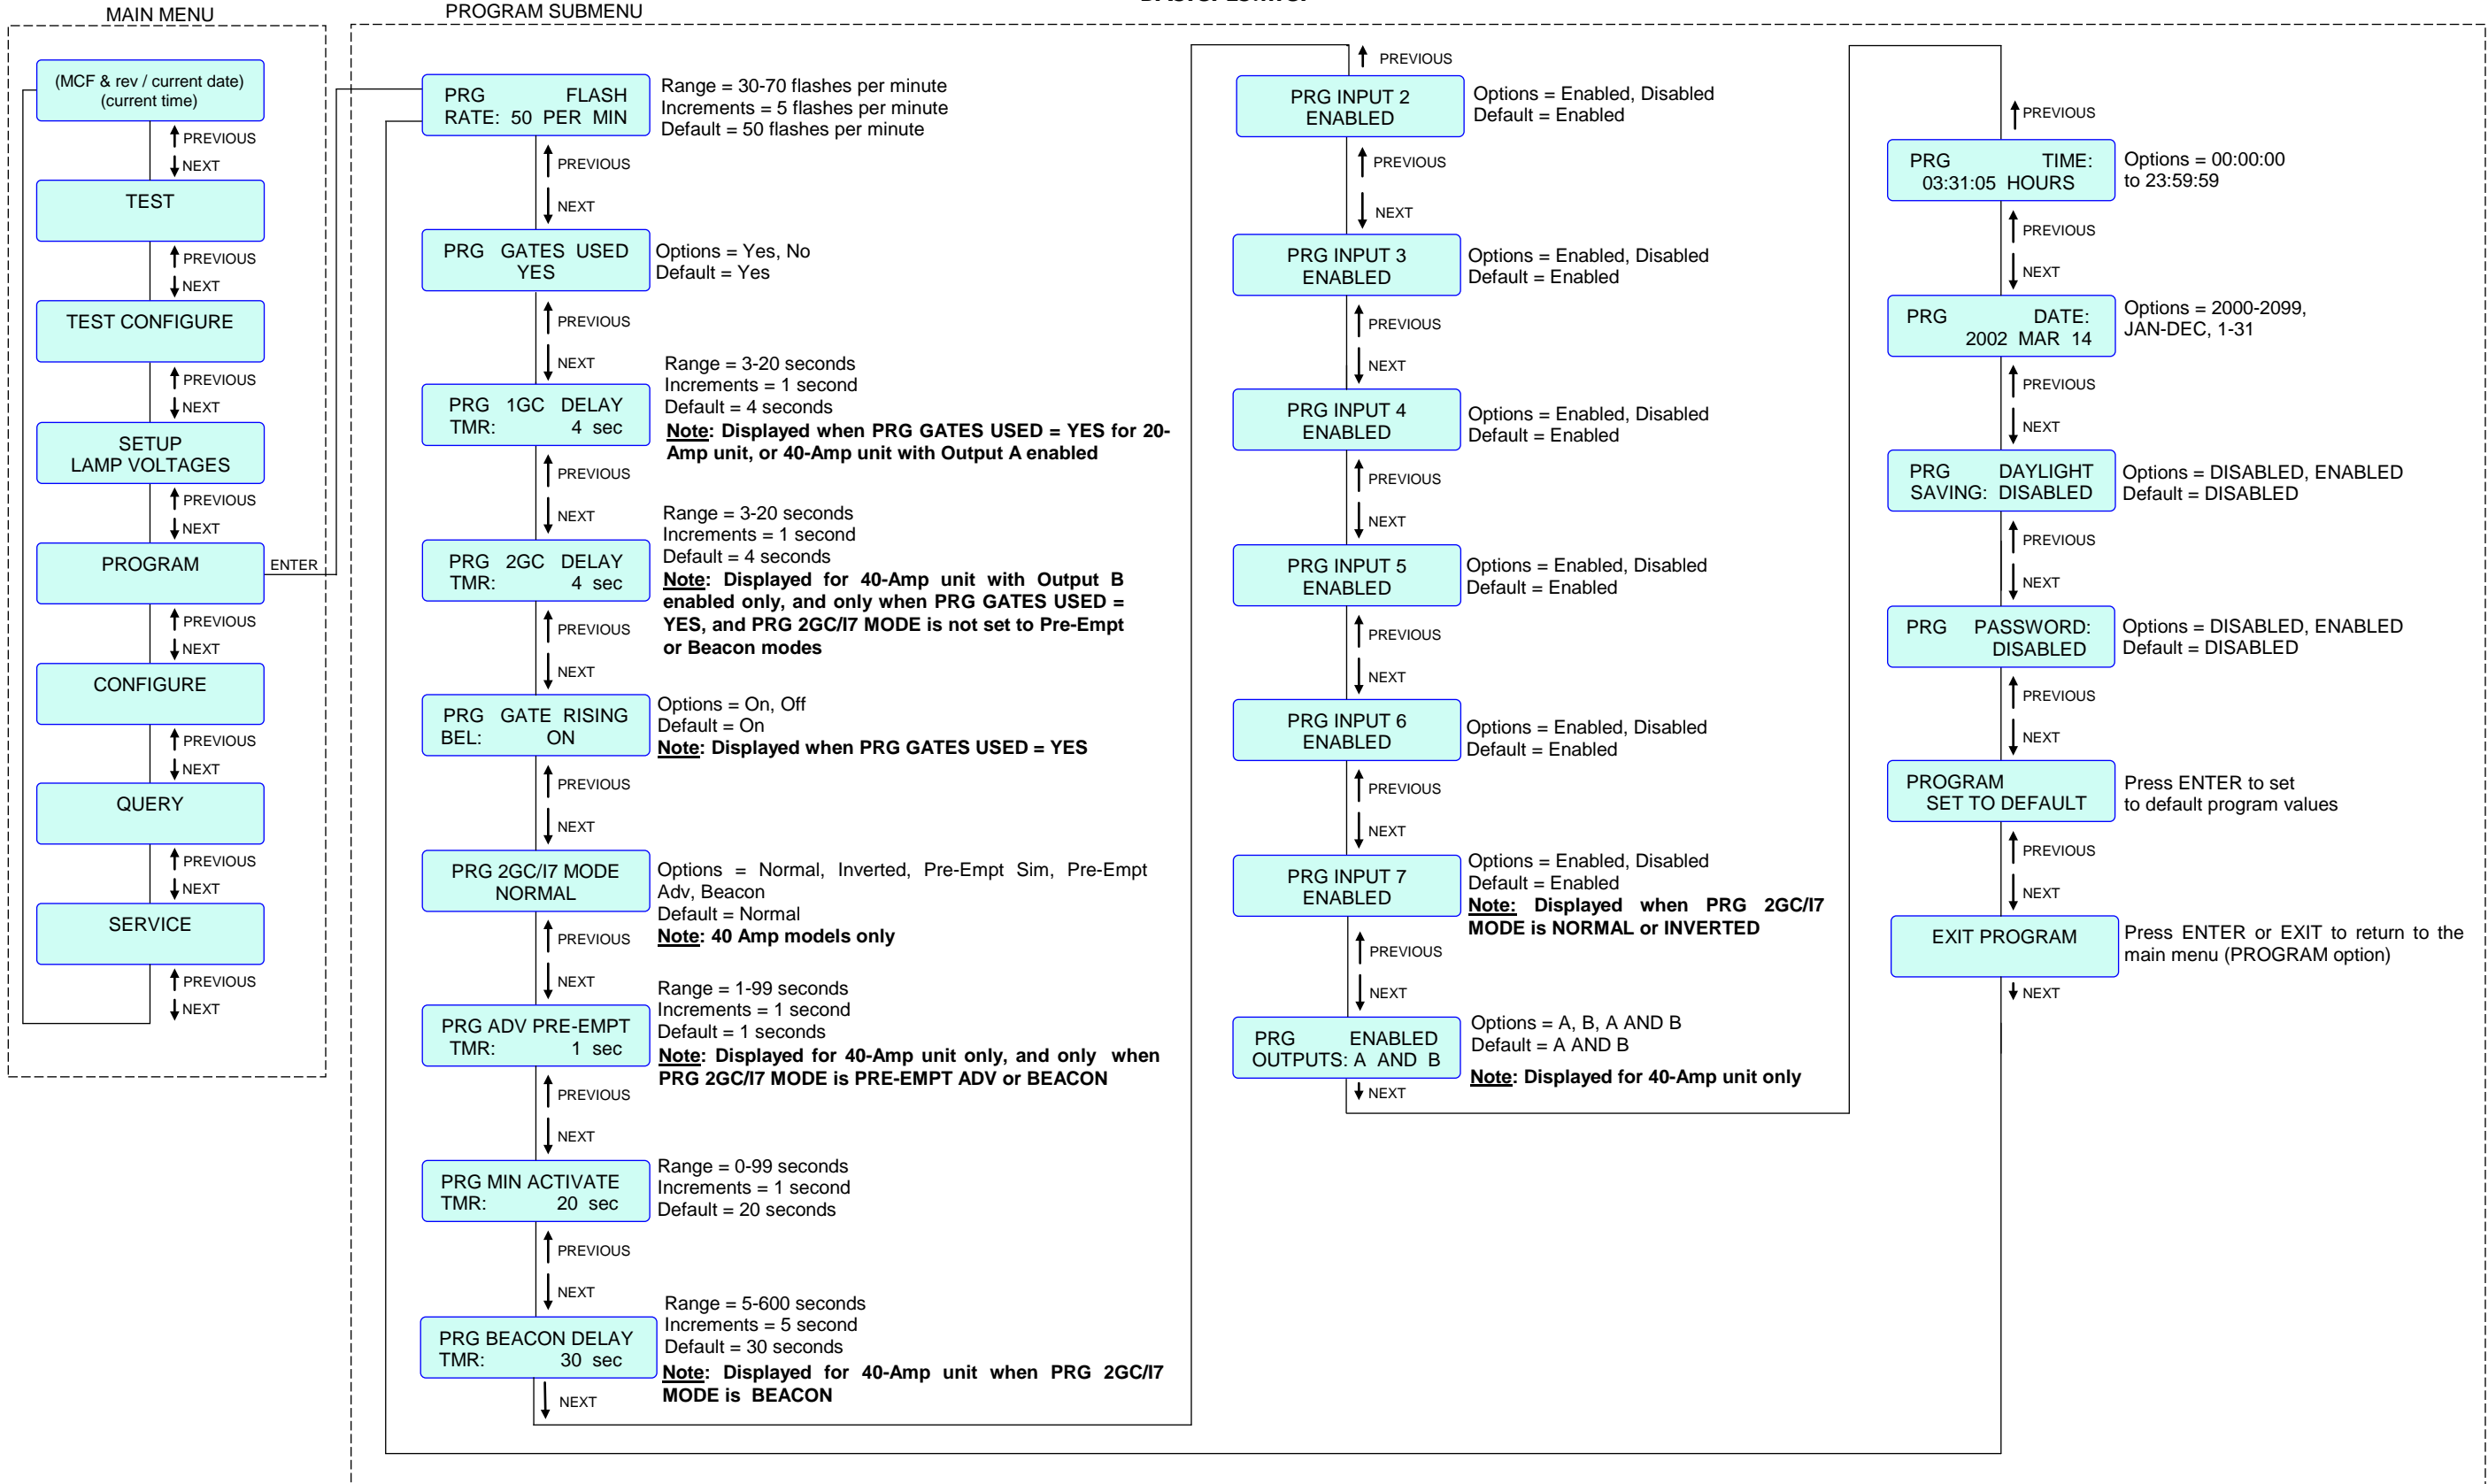 MAIN MENU
(MCF & rev / current date)
(current time)
PREVIOUS
NEXT
TEST
PREVIOUS
NEXT
TEST CONFIGURE
PREVIOUS
NEXT
SETUP
LAMP VOLTAGES
PREVIOUS
NEXT
PROGRAM
ENTER
PREVIOUS
NEXT
CONFIGURE
PREVIOUS
NEXT
QUERY
PREVIOUS
NEXT
SERVICE
PREVIOUS
NEXT
PROGRAM SUBMENU
PRG FLASH
RATE: 50 PER MIN
Range = 30-70 flashes per minute
Increments = 5 flashes per minute
Default = 50 flashes per minute
PREVIOUS
NEXT
PRG GATES USED
YES
Options = Yes, No
Default = Yes
PREVIOUS
NEXT
PRG 1GC DELAY
TMR: 4 sec
Range = 3-20 seconds
Increments = 1 second
Default = 4 seconds
Note: Displayed when PRG GATES USED = YES for 20-
Amp unit, or 40-Amp unit with Output A enabled
PREVIOUS
NEXT
PRG 2GC DELAY
TMR: 4 sec
Range = 3-20 seconds
Increments = 1 second
Default = 4 seconds
Note: Displayed for 40-Amp unit with Output B
enabled only, and only when PRG GATES USED =
YES, and PRG 2GC/I7 MODE is not set to Pre-Empt
or Beacon modes
PREVIOUS
NEXT
PRG GATE RISING
BEL: ON
Options = On, Off
Default = On
Note: Displayed when PRG GATES USED = YES
PREVIOUS
NEXT
PRG 2GC/I7 MODE
NORMAL
Options = Normal, Inverted, Pre-Empt Sim, Pre-Empt
Adv, Beacon
Default = Normal
Note: 40 Amp models only
PREVIOUS
NEXT
PRG ADV PRE-EMPT
TMR: 1 sec
Range = 1-99 seconds
Increments = 1 second
Default = 1 seconds
Note: Displayed for 40-Amp unit only, and only when
PRG 2GC/I7 MODE is PRE-EMPT ADV or BEACON
PREVIOUS
NEXT
PRG MIN ACTIVATE
TMR: 20 sec
Range = 0-99 seconds
Increments = 1 second
Default = 20 seconds
PREVIOUS
NEXT
PRG BEACON DELAY
TMR: 30 sec
Range = 5-600 seconds
Increments = 5 second
Default = 30 seconds
Note: Displayed for 40-Amp unit when PRG 2GC/I7
MODE is BEACON
NEXT
PREVIOUS
PRG INPUT 2
ENABLED
Options = Enabled, Disabled
Default = Enabled
PREVIOUS
NEXT
PRG INPUT 3
ENABLED
Options = Enabled, Disabled
Default = Enabled
PREVIOUS
NEXT
PRG INPUT 4
ENABLED
Options = Enabled, Disabled
Default = Enabled
PREVIOUS
NEXT
PRG INPUT 5
ENABLED
Options = Enabled, Disabled
Default = Enabled
PREVIOUS
NEXT
PRG INPUT 6
ENABLED
Options = Enabled, Disabled
Default = Enabled
PREVIOUS
NEXT
PRG INPUT 7
ENABLED
Options = Enabled, Disabled
Default = Enabled
Note: Displayed when PRG 2GC/I7
MODE is NORMAL or INVERTED
PREVIOUS
NEXT
PRG ENABLED
OUTPUTS: A AND B
Options = A, B, A AND B
Default = A AND B
Note: Displayed for 40-Amp unit only
NEXT
PREVIOUS
PRG TIME:
03:31:05 HOURS
Options = 00:00:00
to 23:59:59
PREVIOUS
NEXT
PRG DATE:
2002 MAR 14
Options = 2000-2099,
JAN-DEC, 1-31
PREVIOUS
NEXT
PRG DAYLIGHT
SAVING: DISABLED
Options = DISABLED, ENABLED
Default = DISABLED
PREVIOUS
NEXT
PRG PASSWORD:
DISABLED
Options = DISABLED, ENABLED
Default = DISABLED
PREVIOUS
NEXT
PROGRAM
SET TO DEFAULT
Press ENTER to set
to default program values
PREVIOUS
NEXT
EXIT PROGRAM
Press ENTER or EXIT to return to the
main menu (PROGRAM option)
NEXT